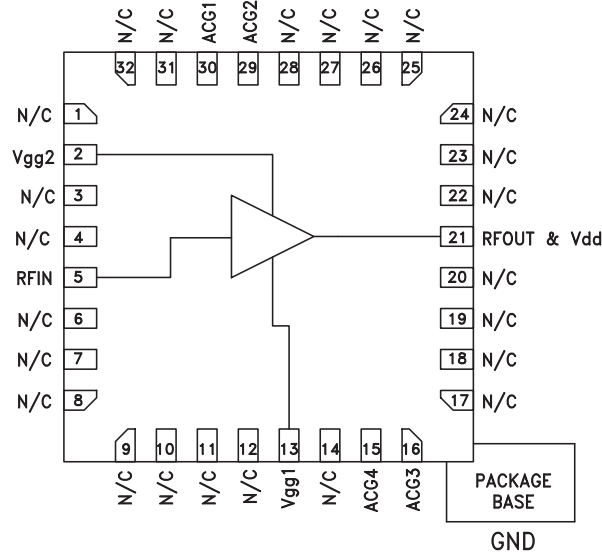 N/C N/C ACG1 ACG2 N/C N/C N/C N/C
32 31 30 29 28 27 26 25
N/C 1 24 N/C
Vgg2 2 23 N/C
N/C 3 22 N/C
N/C 4 21 RFOUT & Vdd
RFIN 5 20 N/C
N/C 6 19 N/C
N/C 7 18 N/C
N/C 8 17 N/C
9 10 11 12 13 14 15 16
N/C N/C N/C N/C Vgg1 N/C ACG4 ACG3
PACKAGE
BASE
GND